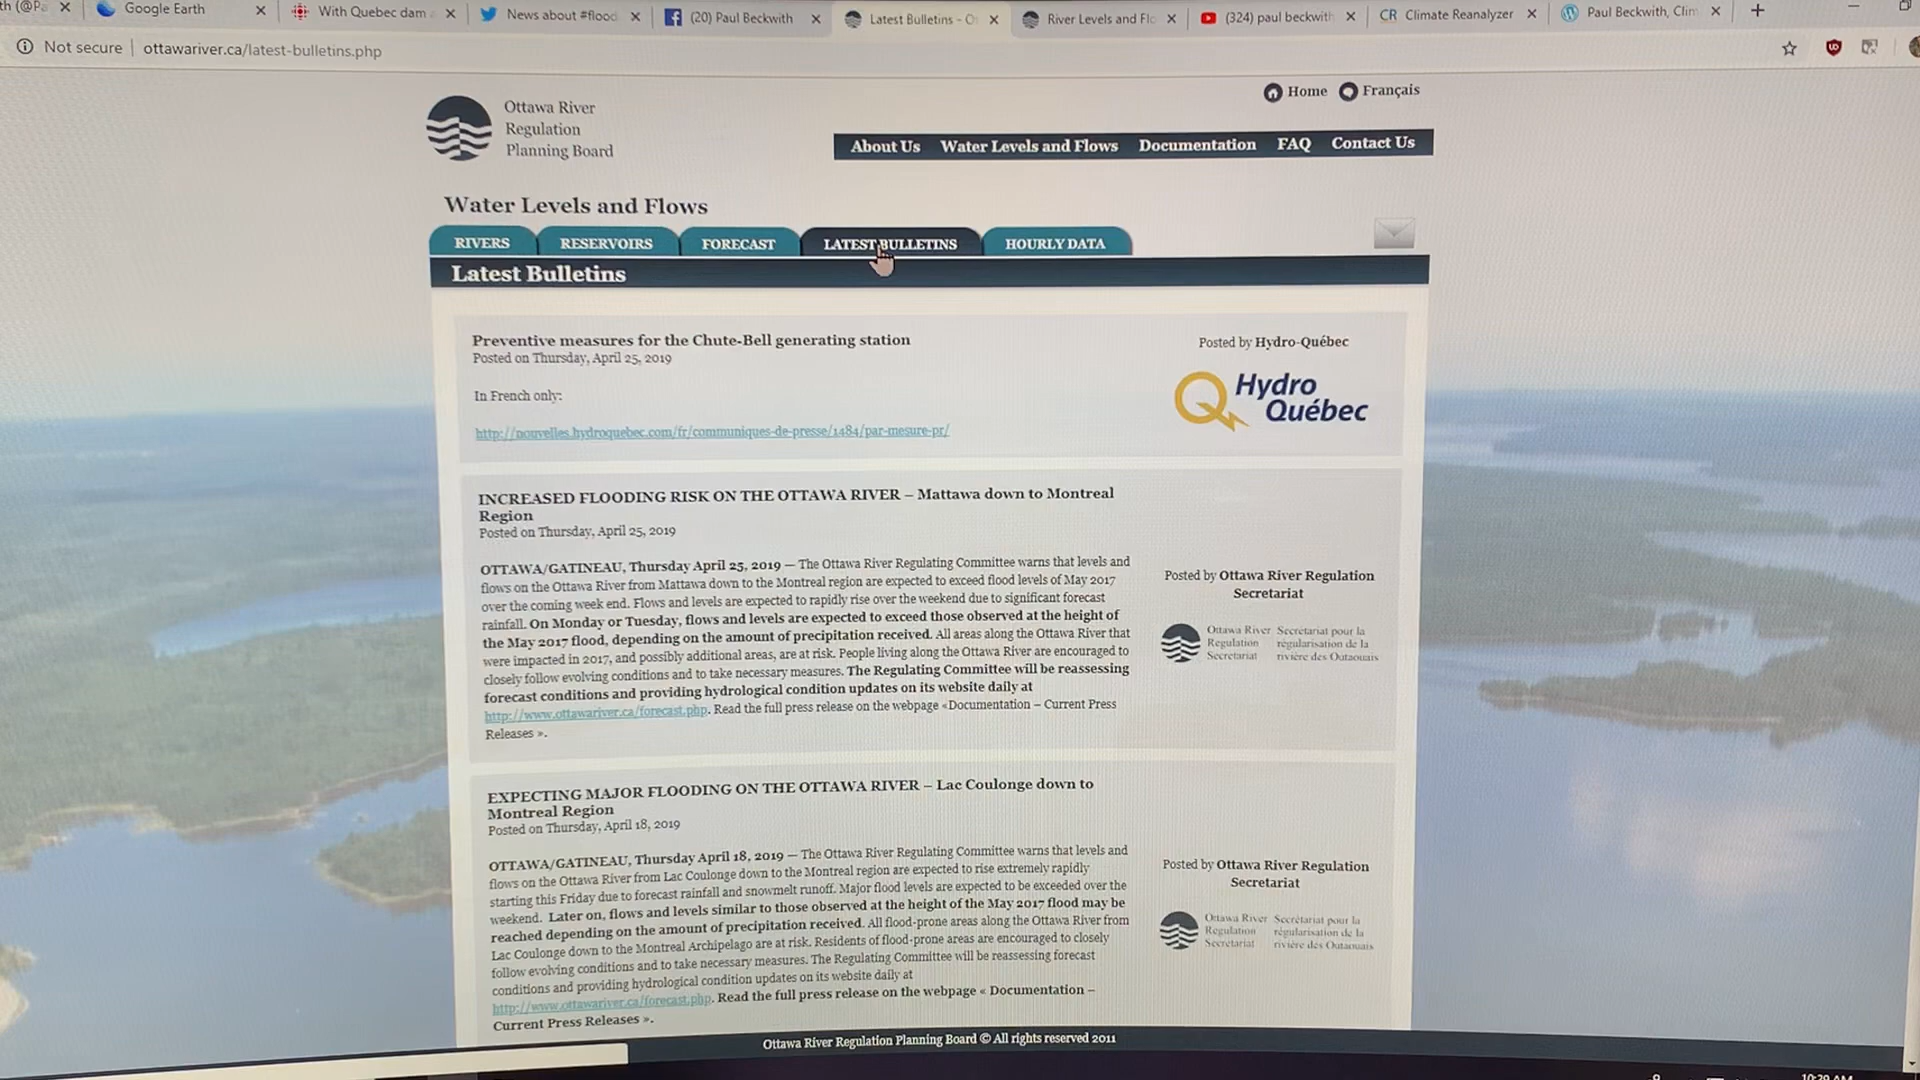 Google Earth
With Quebec dam
News about #flood
(20) Paul Beckwith
Latest Bulletins - O
River Levels and Flo
(324) paul beckwith
CR Climate Reanalyzer
Paul Beckwith, Clim
Not secure | ottawariver.ca/latest-bulletins.php
Home Français
Ottawa River
Regulation
Planning Board
About Us Water Levels and Flows Documentation FAQ Contact Us
Water Levels and Flows
RIVERS RESERVOIRS FORECAST LATEST BULLETINS HOURLY DATA
Latest Bulletins
Preventive measures for the Chute-Bell generating station
Posted on Thursday, April 25, 2019
In French only:
http://nouvelles.hydroquebec.com/fr/communiques-de-presse/1484/par-mesure-pr/
Posted by Hydro-Québec
Hydro
Québec
INCREASED FLOODING RISK ON THE OTTAWA RIVER – Mattawa down to Montreal
Region
Posted on Thursday, April 25, 2019
OTTAWA/GATINEAU, Thursday April 25, 2019 — The Ottawa River Regulating Committee warns that levels and
flows on the Ottawa River from Mattawa down to the Montreal region are expected to exceed flood levels of May 2017
over the coming week end. Flows and levels are expected to rapidly rise over the weekend due to significant forecast
rainfall. On Monday or Tuesday, flows and levels are expected to exceed those observed at the height of
the May 2017 flood, depending on the amount of precipitation received. All areas along the Ottawa River that
were impacted in 2017, and possibly additional areas, are at risk. People living along the Ottawa River are encouraged to
closely follow evolving conditions and to take necessary measures. The Regulating Committee will be reassessing
forecast conditions and providing hydrological condition updates on its website daily at
http://www.ottawariver.ca/forecast.php. Read the full press release on the webpage «Documentation – Current Press
Releases ».
Posted by Ottawa River Regulation
Secretariat
Ottawa River Secrétariat pour la
Regulation régularisation de la
Secretariat rivière des Outaouais
EXPECTING MAJOR FLOODING ON THE OTTAWA RIVER – Lac Coulonge down to
Montreal Region
Posted on Thursday, April 18, 2019
OTTAWA/GATINEAU, Thursday April 18, 2019 — The Ottawa River Regulating Committee warns that levels and
flows on the Ottawa River from Lac Coulonge down to the Montreal region are expected to rise extremely rapidly
starting this Friday due to forecast rainfall and snowmelt runoff. Major flood levels are expected to be exceeded over the
weekend. Later on, flows and levels similar to those observed at the height of the May 2017 flood may be
reached depending on the amount of precipitation received. All flood-prone areas along the Ottawa River from
Lac Coulonge down to the Montreal Archipelago are at risk. Residents of flood-prone areas are encouraged to closely
follow evolving conditions and to take necessary measures. The Regulating Committee will be reassessing forecast
conditions and providing hydrological condition updates on its website daily at
http://www.ottawariver.ca/forecast.php. Read the full press release on the webpage « Documentation –
Current Press Releases ».
Posted by Ottawa River Regulation
Secretariat
Ottawa River Secrétariat pour la
Regulation régularisation de la
Secretariat rivière des Outaouais
Ottawa River Regulation Planning Board © All rights reserved 2011
10:29 AM